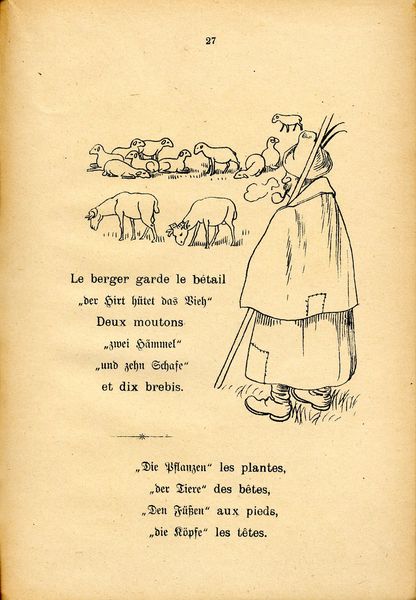 27
Le berger garde le bétail
„der Hirt hütet das Vieh“
Deux moutons
„zwei Hämmel“
„und zehn Schafe“
et dix brebis.
„Die Pflanzen“ les plantes,
„der Tiere“ des bêtes,
„Den Füßen“ aux pieds,
„die Köpfe“ les têtes.